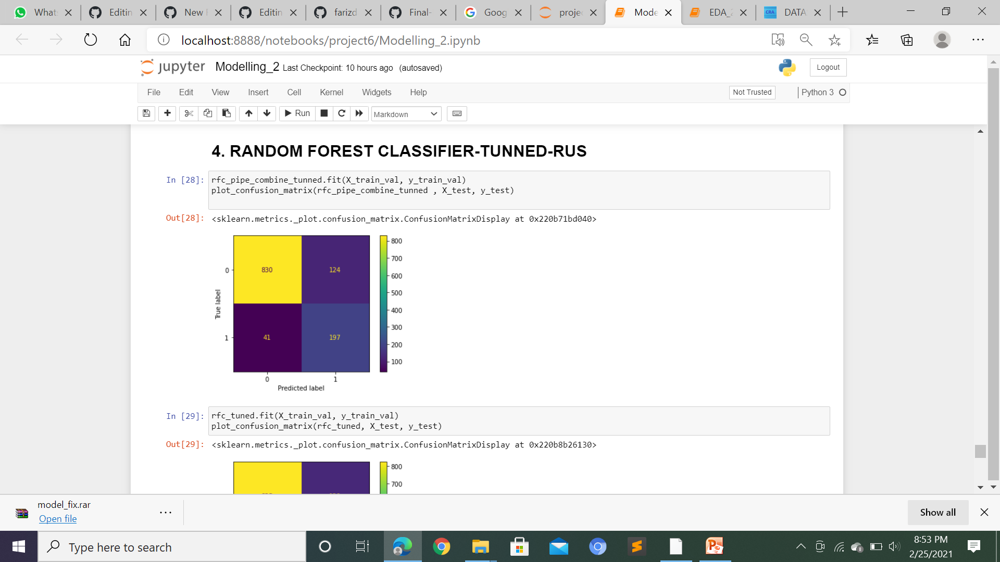 What
Editin
New
Editin
farizd
Final-
Goog
projec
Mode
EDA_2
CRA
DATA
localhost:8888/notebooks/project6/Modelling_2.ipynb
jupyter Modelling_2 Last Checkpoint: 10 hours ago (autosaved)
Logout
File Edit View Insert Cell Kernel Widgets Help
Not Trusted
Python 3
Run
Markdown
4. RANDOM FOREST CLASSIFIER-TUNNED-RUS
In [28]: rfc_pipe_combine_tunned.fit(X_train_val, y_train_val)
plot_confusion_matrix(rfc_pipe_combine_tunned , X_test, y_test)
Out[28]: <sklearn.metrics._plot.confusion_matrix.ConfusionMatrixDisplay at 0x220b71bd040>
800
700
600
500
400
300
200
100
0
830
124
True label
1
41
197
0
1
Predicted label
In [29]: rfc_tuned.fit(X_train_val, y_train_val)
plot_confusion_matrix(rfc_tuned, X_test, y_test)
Out[29]: <sklearn.metrics._plot.confusion_matrix.ConfusionMatrixDisplay at 0x220b8b26130>
800
700
model_fix.rar
Open file
Show all
Type here to search
8:53 PM
2/25/2021